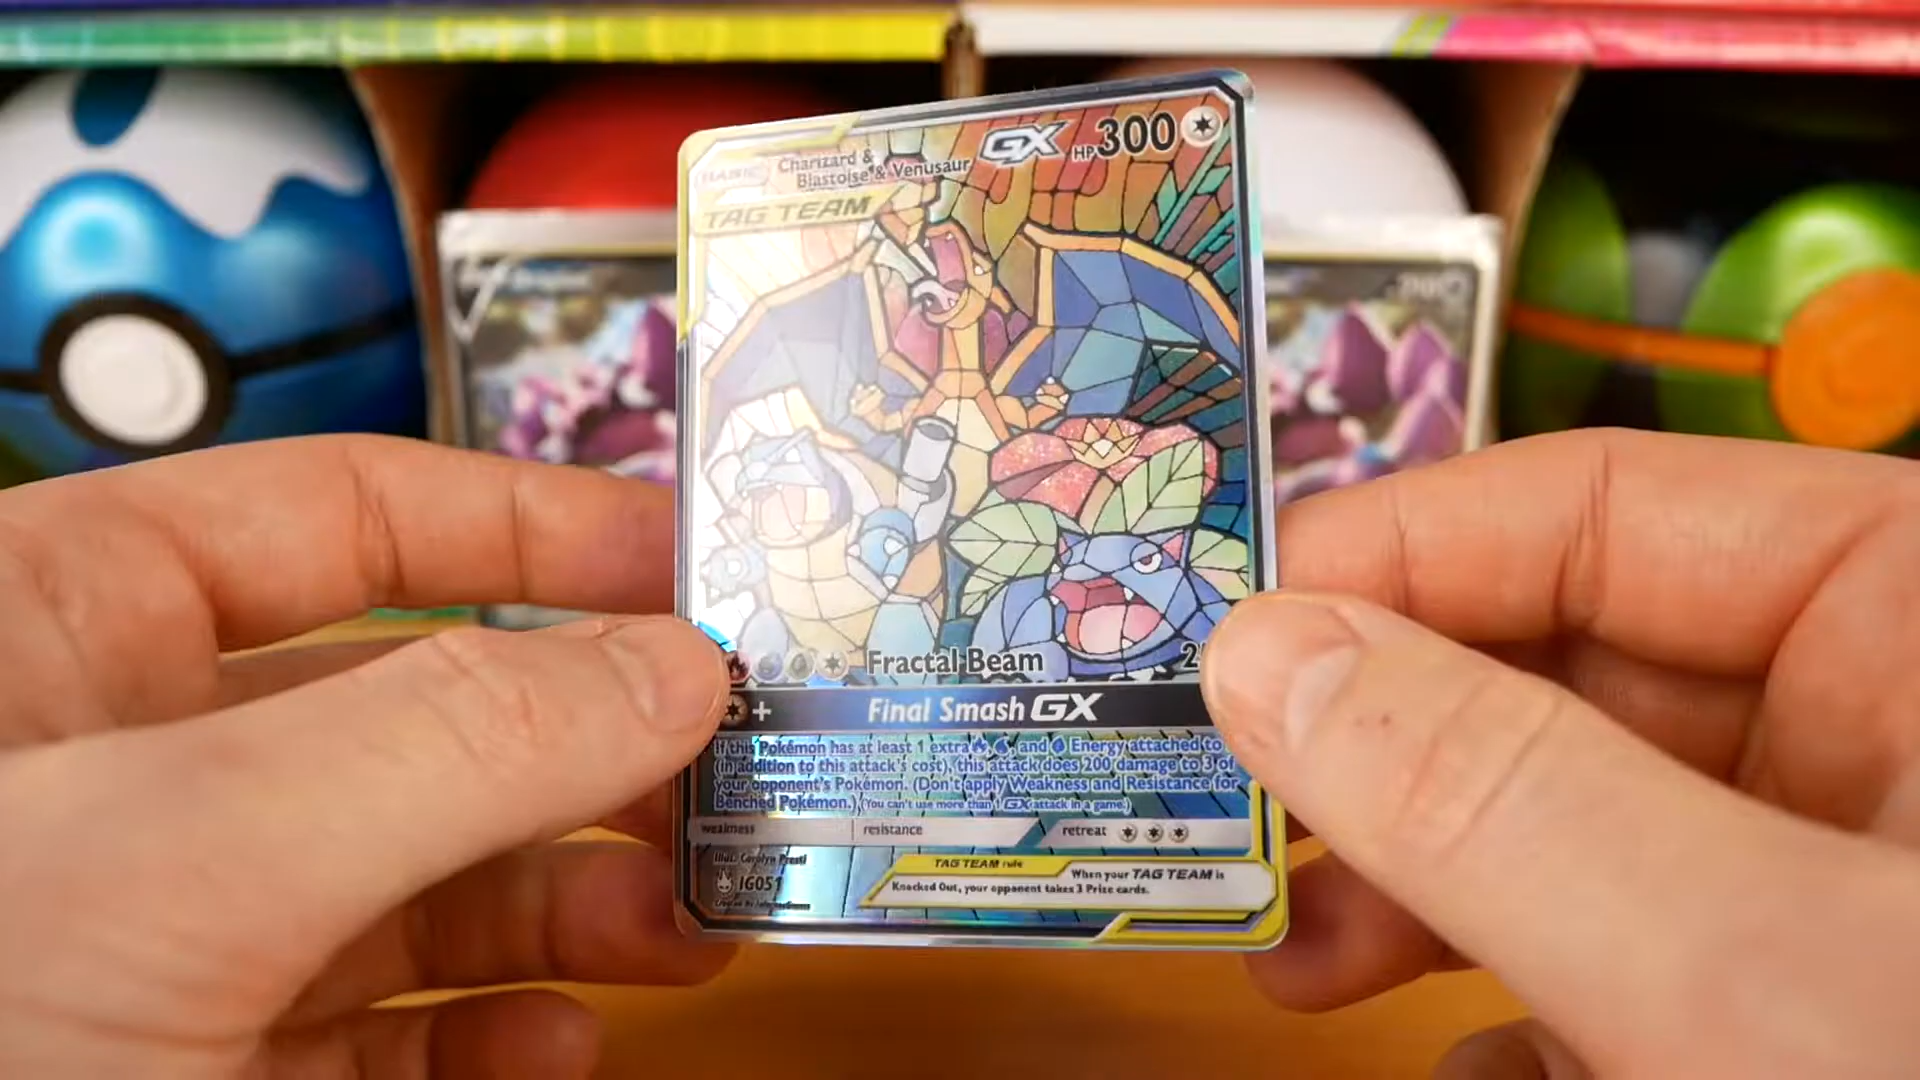 BASIC
Charizard &
Blastoise & Venusaur
GX HP 300
TAG TEAM
Fractal Beam
+ Final Smash GX
If this Pokémon has at least 1 extra , , and Energy attached to
(in addition to this attack's cost), this attack does 200 damage to 3 of
your opponent's Pokémon. (Don't apply Weakness and Resistance for
Benched Pokémon.) (You can't use more than 1 GX attack in a game.)
weakness resistance retreat
Illus. Carolyn Presti
IG051
TAG TEAM rule
When your TAG TEAM is
Knocked Out, your opponent takes 3 Prize cards.